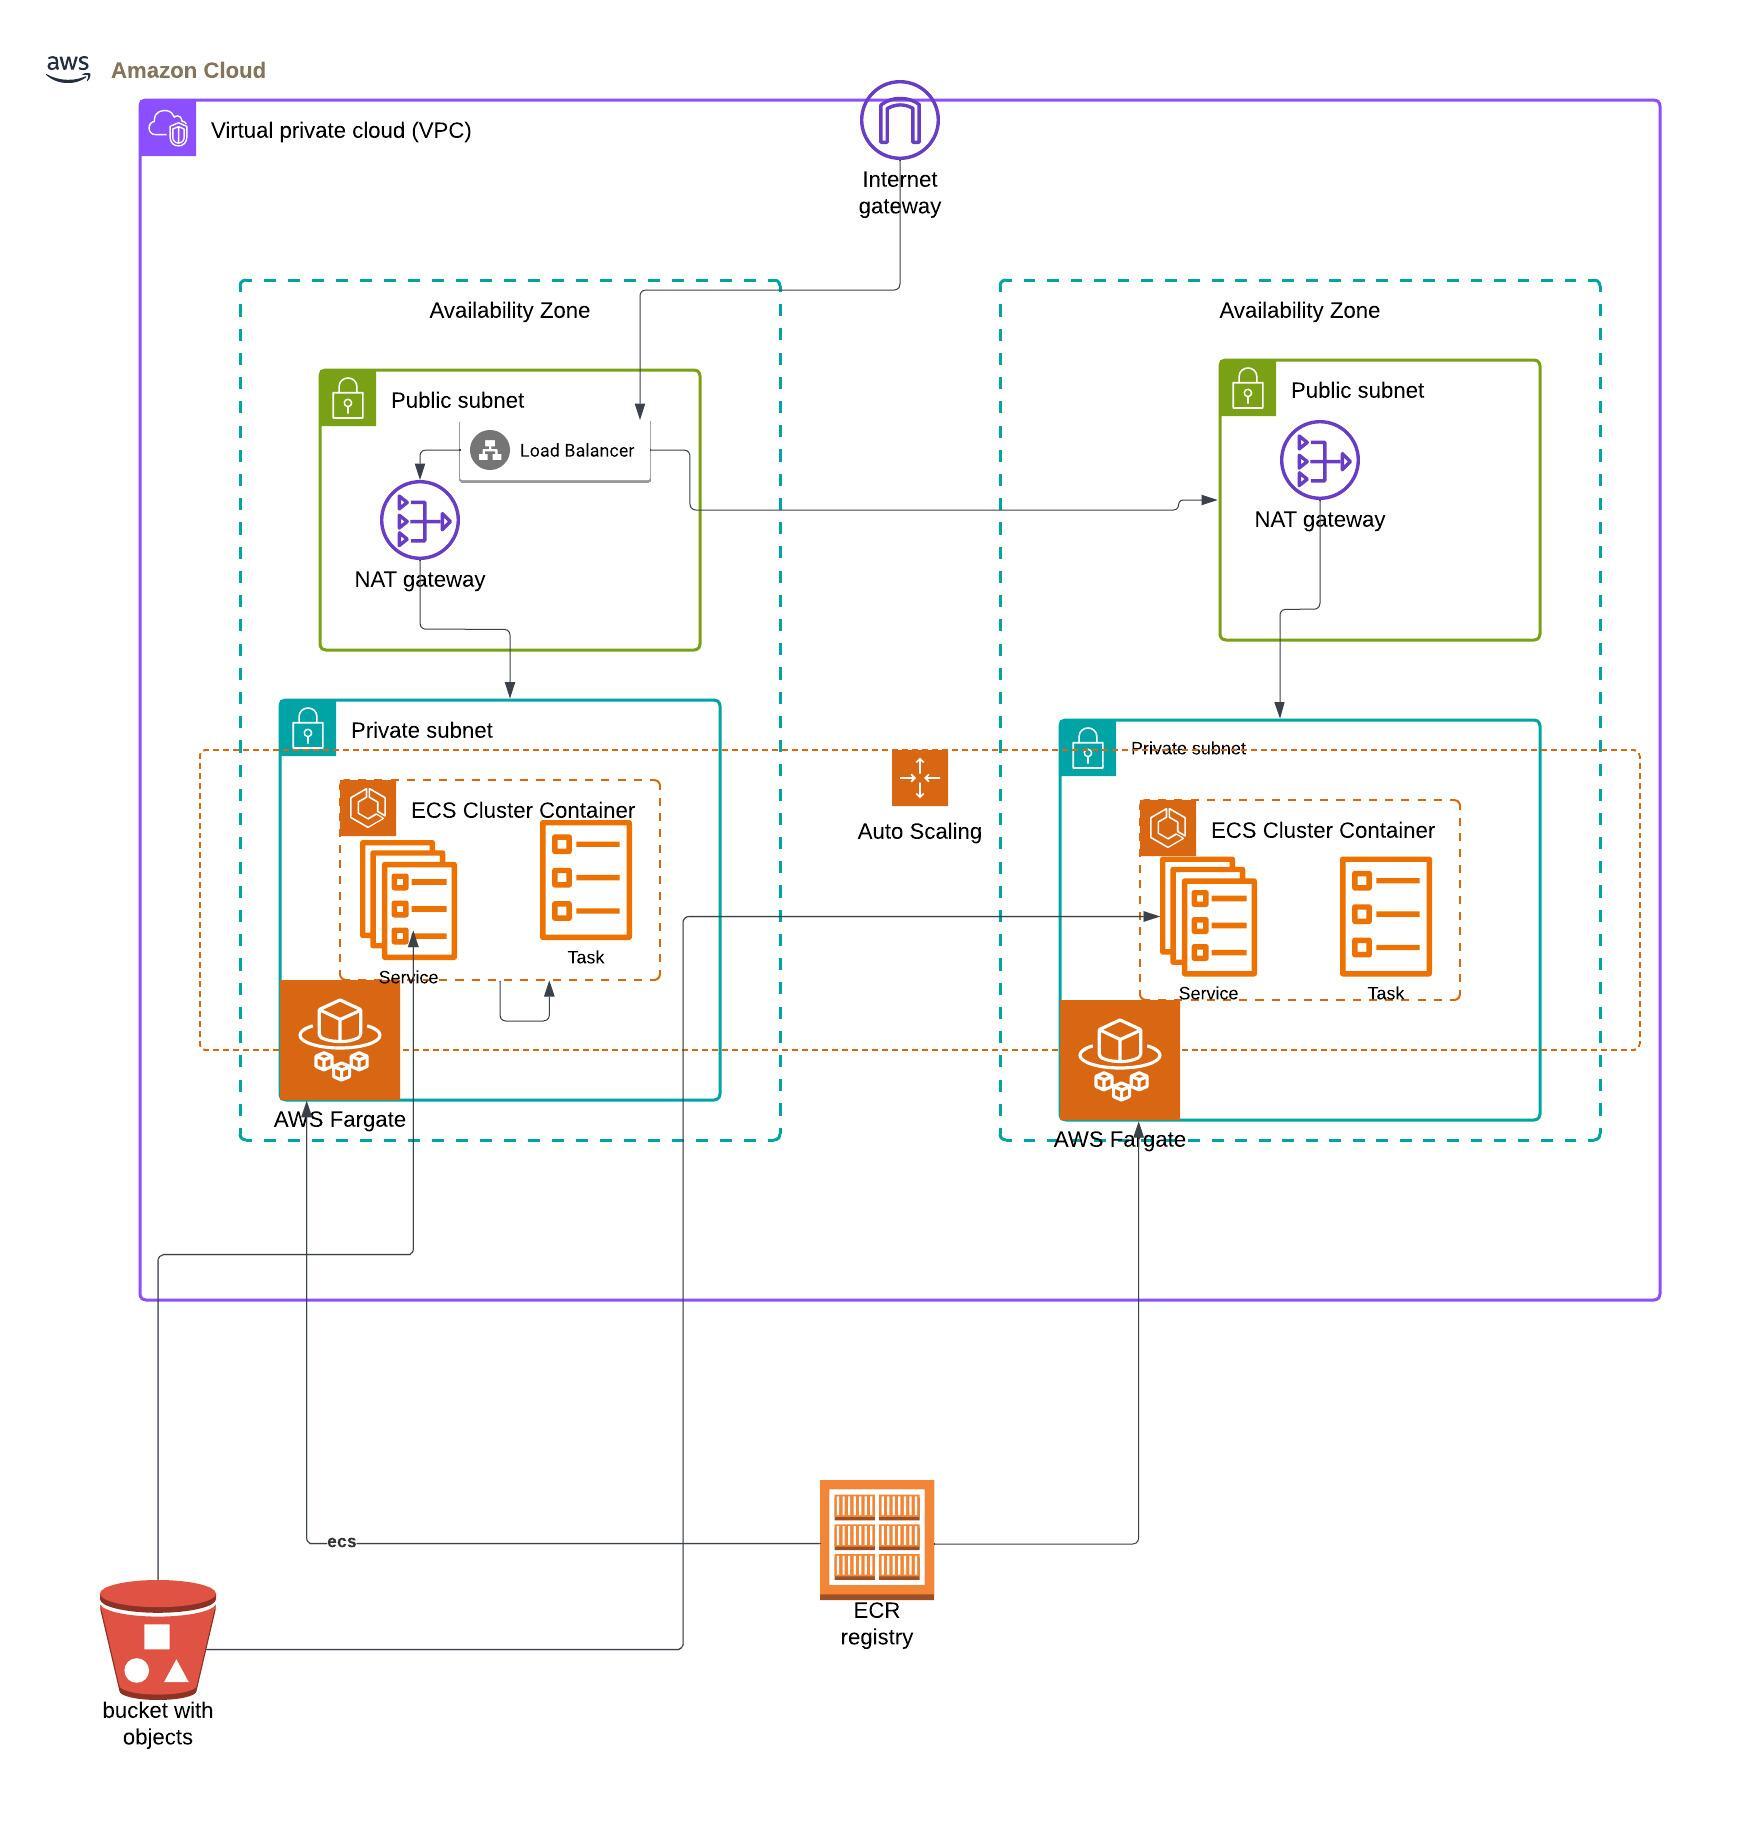 aws
Amazon Cloud
Virtual private cloud (VPC)
Internet
gateway
Availability Zone
Availability Zone
Public subnet
Public subnet
Load Balancer
NAT gateway
NAT gateway
Private subnet
Private subnet
ECS Cluster Container
Auto Scaling
ECS Cluster Container
Task
Service
Service
Task
AWS Fargate
AWS Fargate
ecs
ECR
registry
bucket with
objects